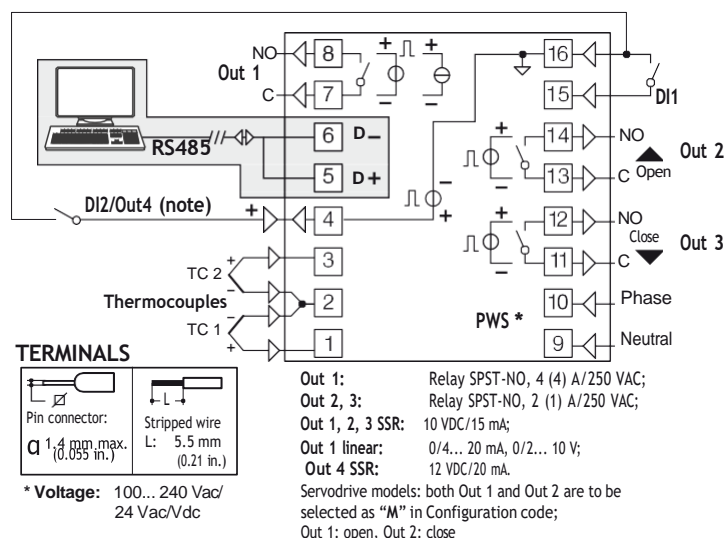 NO
8
Out 1
C
7
+
−
+
−
16
15
DI1
RS485
6 D−
5 D+
14 NO
Out 2
Open
13 C
+
−
DI2/Out4 (note)
+
4
−
+
12 NO
Close
Out 3
11 C
+
−
+
TC 2
−
3
Thermocouples
2
−
TC 1
+
1
PWS *
10 Phase
9 Neutral
TERMINALS
Pin connector:
ɑ 1.4 mm max.
(0.055 in.)
L
Stripped wire
L: 5.5 mm
(0.21 in.)
* Voltage: 100... 240 Vac/
24 Vac/Vdc
Out 1: Relay SPST-NO, 4 (4) A/250 VAC;
Out 2, 3: Relay SPST-NO, 2 (1) A/250 VAC;
Out 1, 2, 3 SSR: 10 VDC/15 mA;
Out 1 linear: 0/4... 20 mA, 0/2... 10 V;
Out 4 SSR: 12 VDC/20 mA.
Servodrive models: both Out 1 and Out 2 are to be
selected as “M” in Configuration code;
Out 1: open, Out 2: close